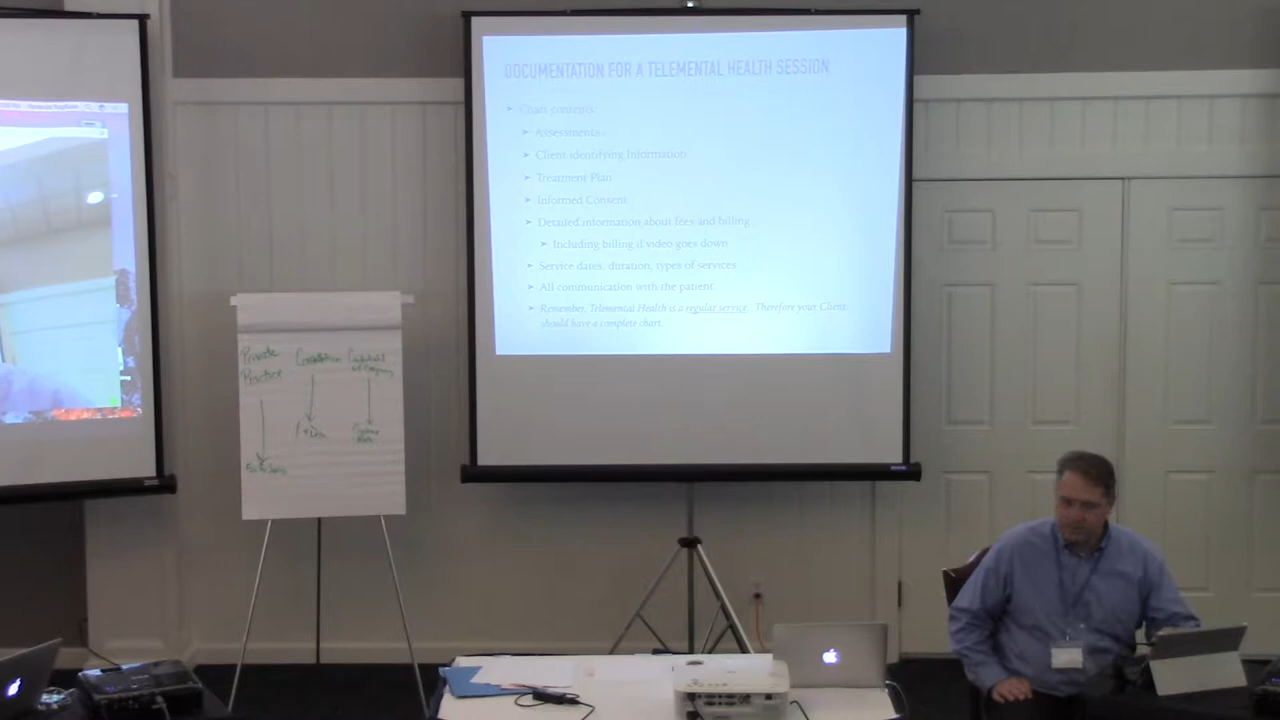 DOCUMENTATION FOR A TELEMENTAL HEALTH SESSION
➤ Chart contents:
➤ Assessments
➤ Client identifying Information
➤ Treatment Plan
➤ Informed Consent
➤ Detailed information about fees and billing
➤ Including billing if video goes down
➤ Service dates, duration, types of services
➤ All communication with the patient
➤ Remember, Telemental Health is a regular service. Therefore your Client
should have a complete chart.
Private
Practice